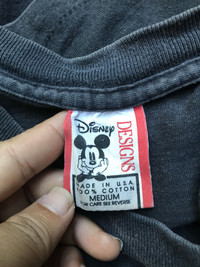 Disney
DESIGNS
MADE IN U.S.A.
100% COTTON
MEDIUM
FOR CARE SEE REVERSE